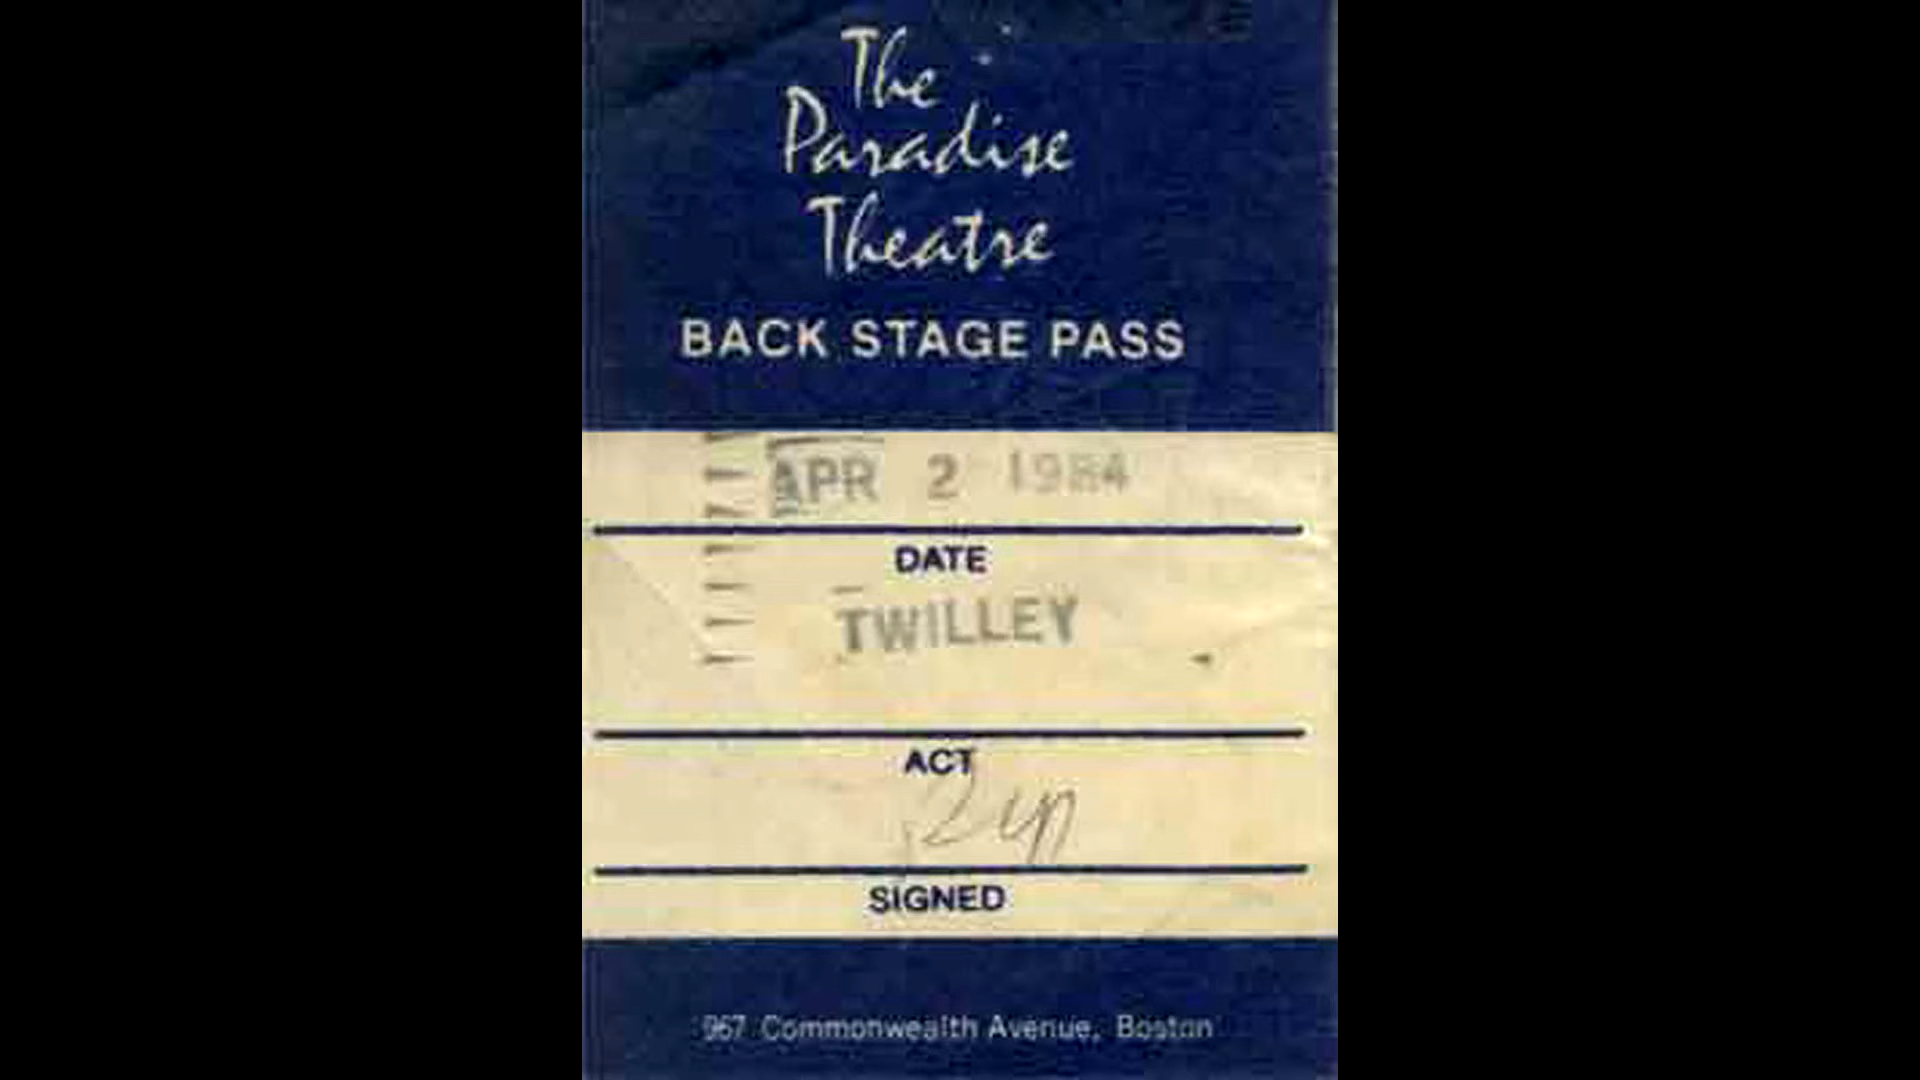 The
Paradise
Theatre
BACK STAGE PASS
APR 2 1984
DATE
TWILLEY
ACT
SIGNED
967 Commonwealth Avenue, Boston